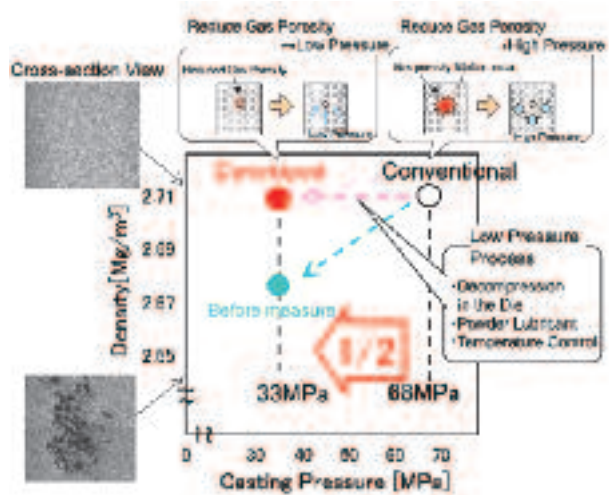 Reduce Gas Porosity
→Low Pressure
Reduce Gas Porosity
High Pressure
Cross-section View
Low Pressure
High Pressure
Conventional
2.71
2.69
2.67
2.65
Density[Mg/m³]
Before measure
1/2
33MPa
68MPa
Low Pressure
Process
・Decompression
in the Die
・Powder Lubricant
・Temperature Control
0 30 40 50 60 70
Casting Pressure [MPa]